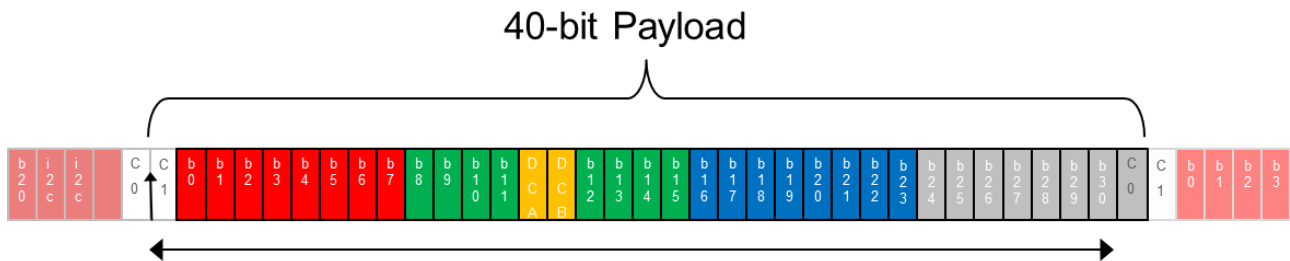 40-bit Payload
b20 i2c i2c C0 C1 b0 b1 b2 b3 b4 b5 b6 b7 b8 b9 b10 b11 DCA DCB b12 b13 b14 b15 b16 b17 b18 b19 b20 b21 b22 b23 b24 b25 b26 b27 b28 b29 b30 C0 C1 b0 b1 b2 b3